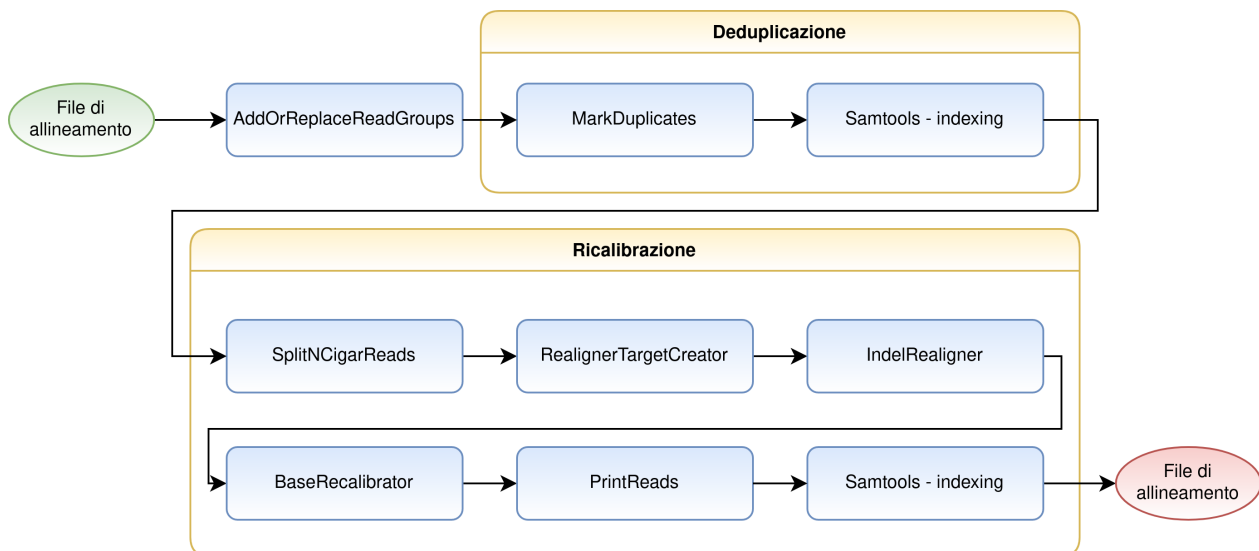 Deduplicazione
File di
allineamento
AddOrReplaceReadGroups
MarkDuplicates
Samtools - indexing
Ricalibrazione
SplitNCigarReads
RealignerTargetCreator
IndelRealigner
BaseRecalibrator
PrintReads
Samtools - indexing
File di
allineamento